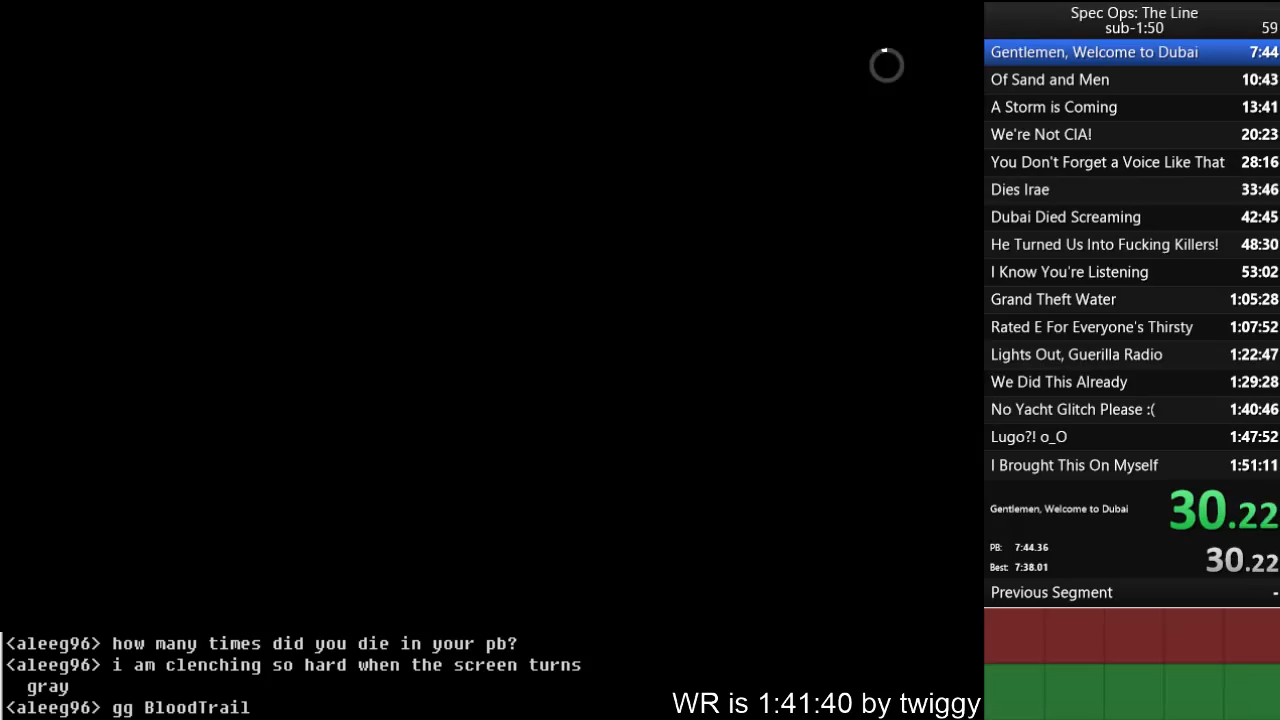 Spec Ops: The Line
sub-1:50 59
Gentlemen, Welcome to Dubai 7:44
Of Sand and Men 10:43
A Storm is Coming 13:41
We're Not CIA! 20:23
You Don't Forget a Voice Like That 28:16
Dies Irae 33:46
Dubai Died Screaming 42:45
He Turned Us Into Fucking Killers! 48:30
I Know You're Listening 53:02
Grand Theft Water 1:05:28
Rated E For Everyone's Thirsty 1:07:52
Lights Out, Guerilla Radio 1:22:47
We Did This Already 1:29:28
No Yacht Glitch Please :( 1:40:46
Lugo?! o_O 1:47:52
I Brought This On Myself 1:51:11
Gentlemen, Welcome to Dubai 30.22
PB: 7:44.36
Best: 7:38.01 30.22
Previous Segment -
<aleeg96> how many times did you die in your pb?
<aleeg96> i am clenching so hard when the screen turns
gray
<aleeg96> gg BloodTrail
WR is 1:41:40 by twiggy